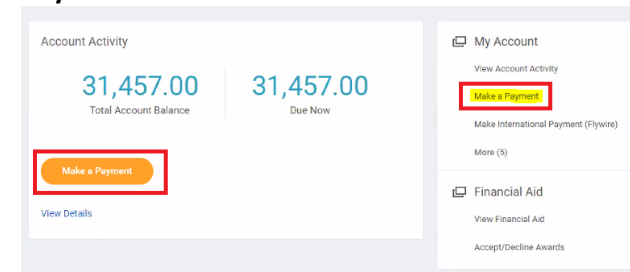 Account Activity
31,457.00
Total Account Balance
31,457.00
Due Now
Make a Payment
View Details
My Account
View Account Activity
Make a Payment
Make International Payment (Flywire)
More (5)
Financial Aid
View Financial Aid
Accept/Decline Awards